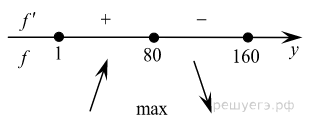 f′ + −
f 1 80 160 y
max
решуегэ.рф